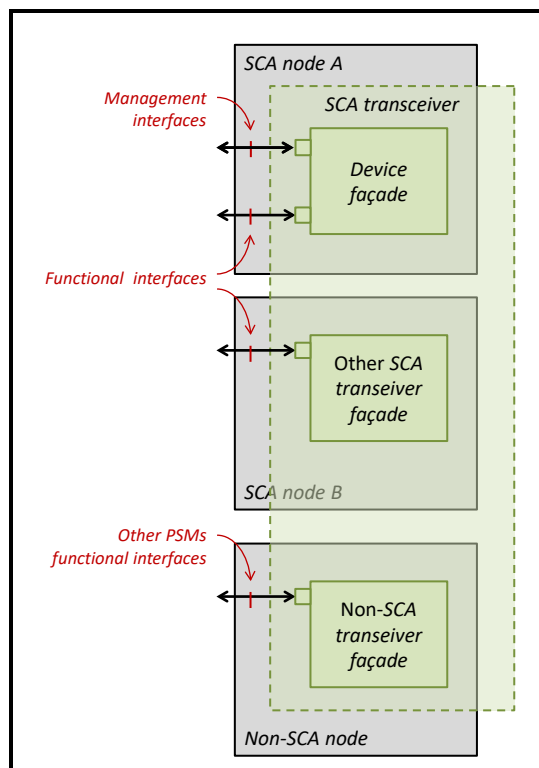 SCA node A
Management
interfaces
SCA transceiver
Device
façade
Functional interfaces
Other SCA
transeiver
façade
SCA node B
Other PSMs
functional interfaces
Non-SCA
transeiver
façade
Non-SCA node